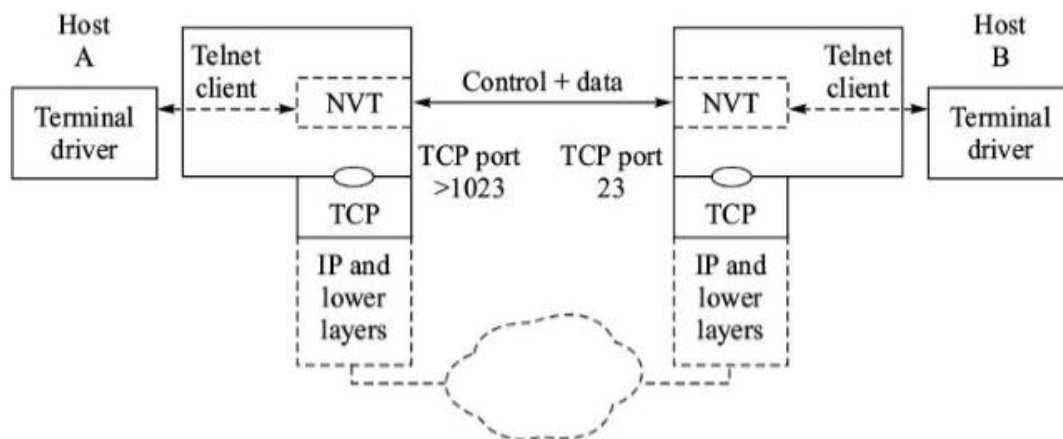 Host
A
Terminal
driver
Telnet
client
NVT
Control + data
TCP port
>1023
TCP port
23
NVT
Telnet
client
Host
B
Terminal
driver
TCP
IP and
lower
layers
TCP
IP and
lower
layers